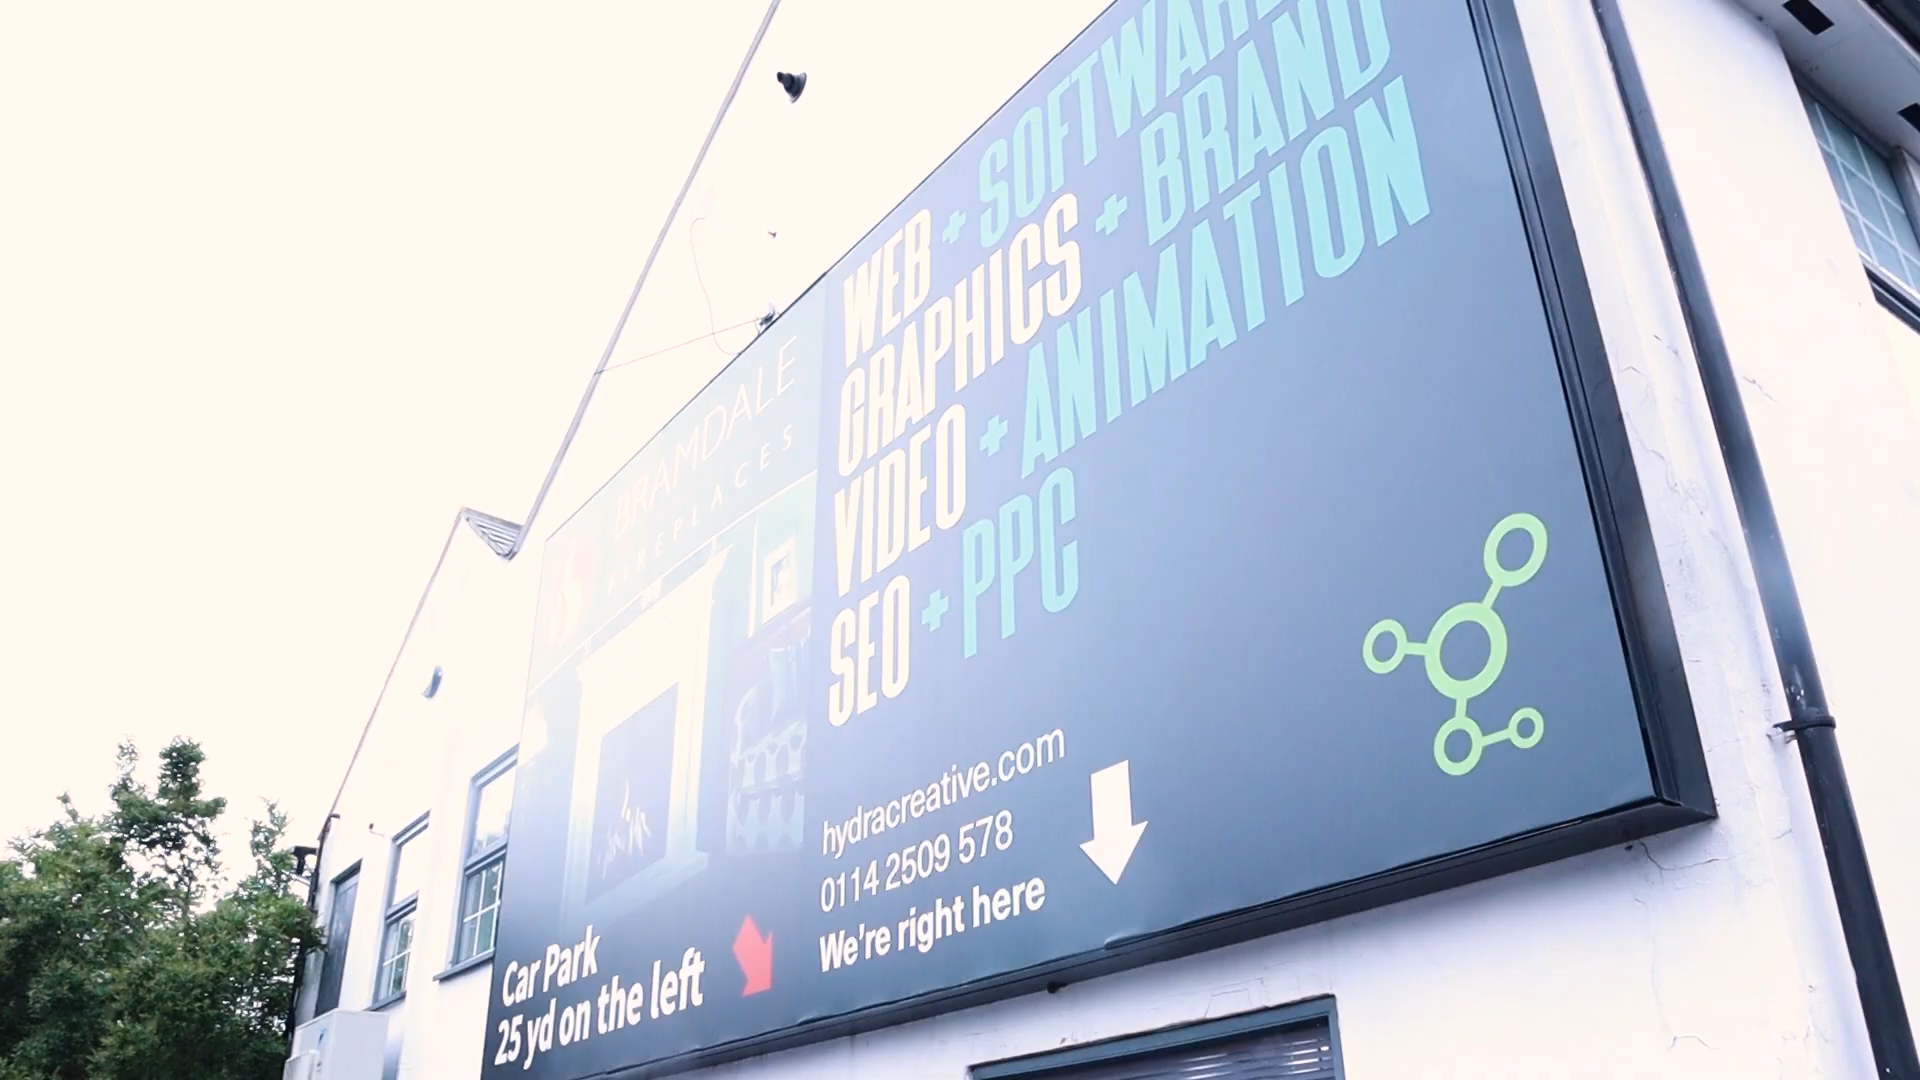 WEB + SOFTWARE
GRAPHICS + BRAND
VIDEO + ANIMATION
SEO + PPC
hydracreative.com
0114 2509 578
We're right here
BRAMDALE
FIREPLACES
Car Park
25 yd on the left